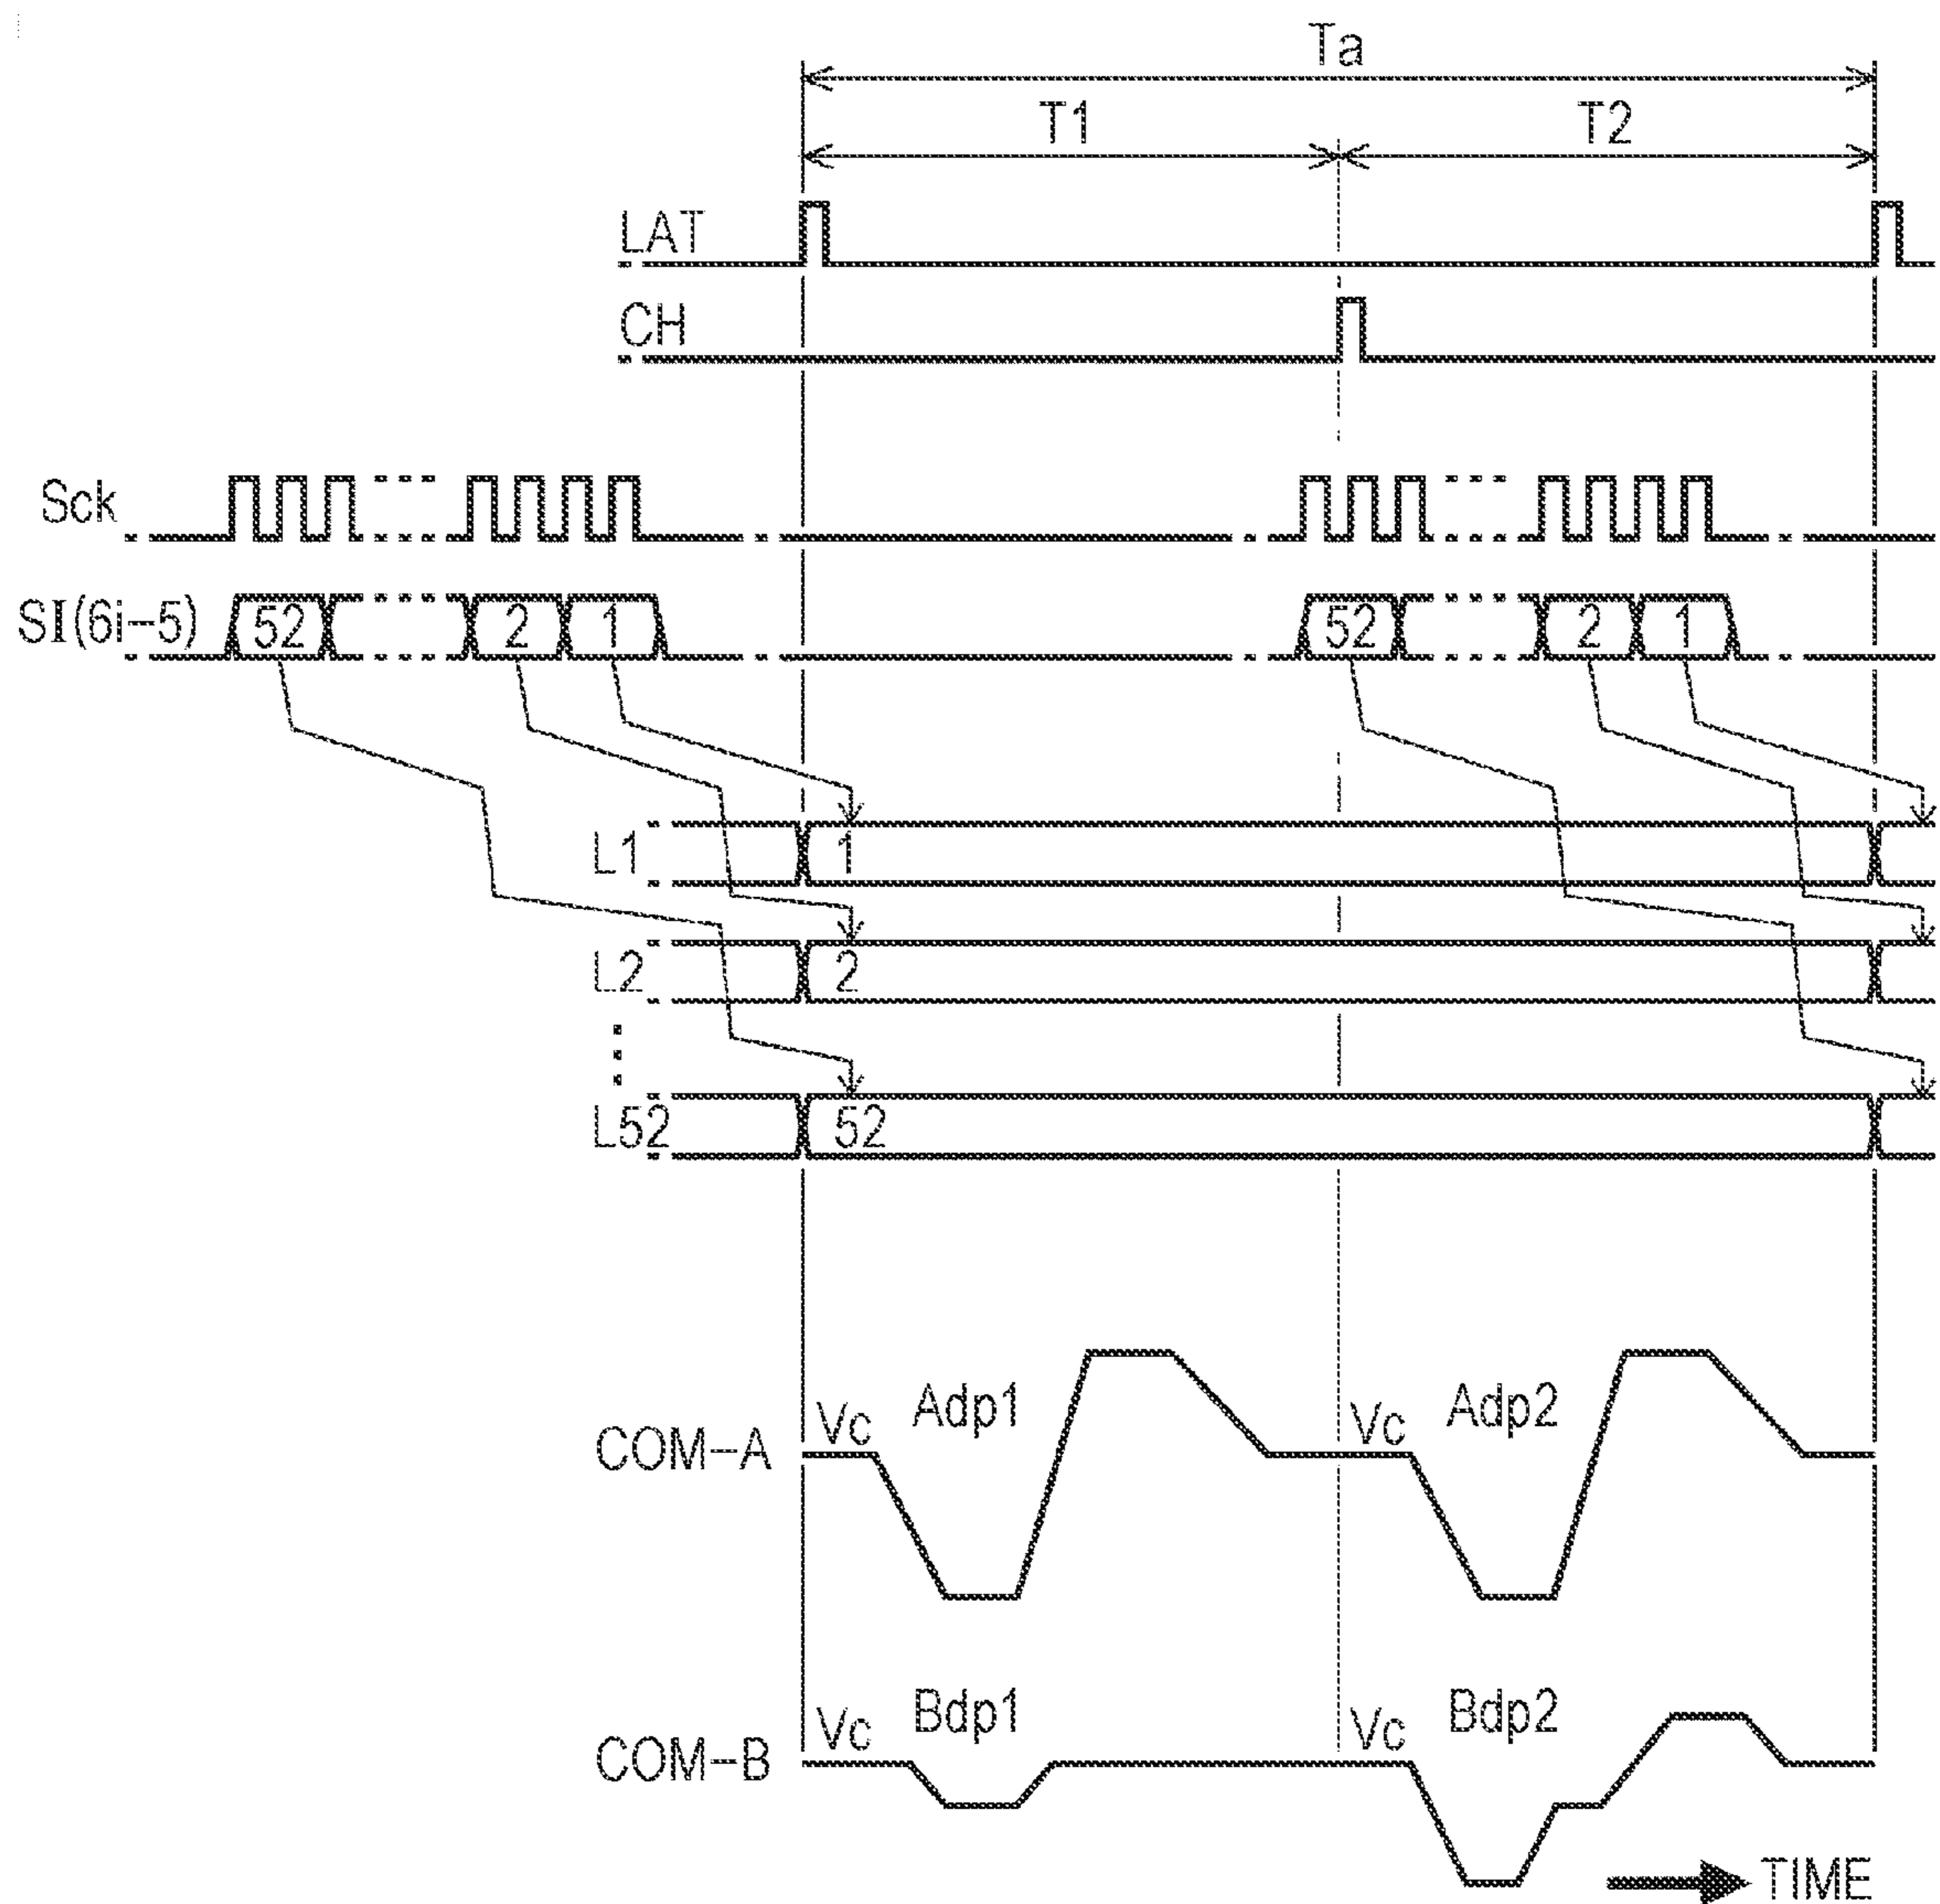 Ta
T1 T2
LAT
CH
Sck
SI(6i-5) 52 2 1 52 2 1
L1 1
L2 2
L52 52
COM-A Vc Adp1 Vc Adp2
COM-B Vc Bdp1 Vc Bdp2
TIME